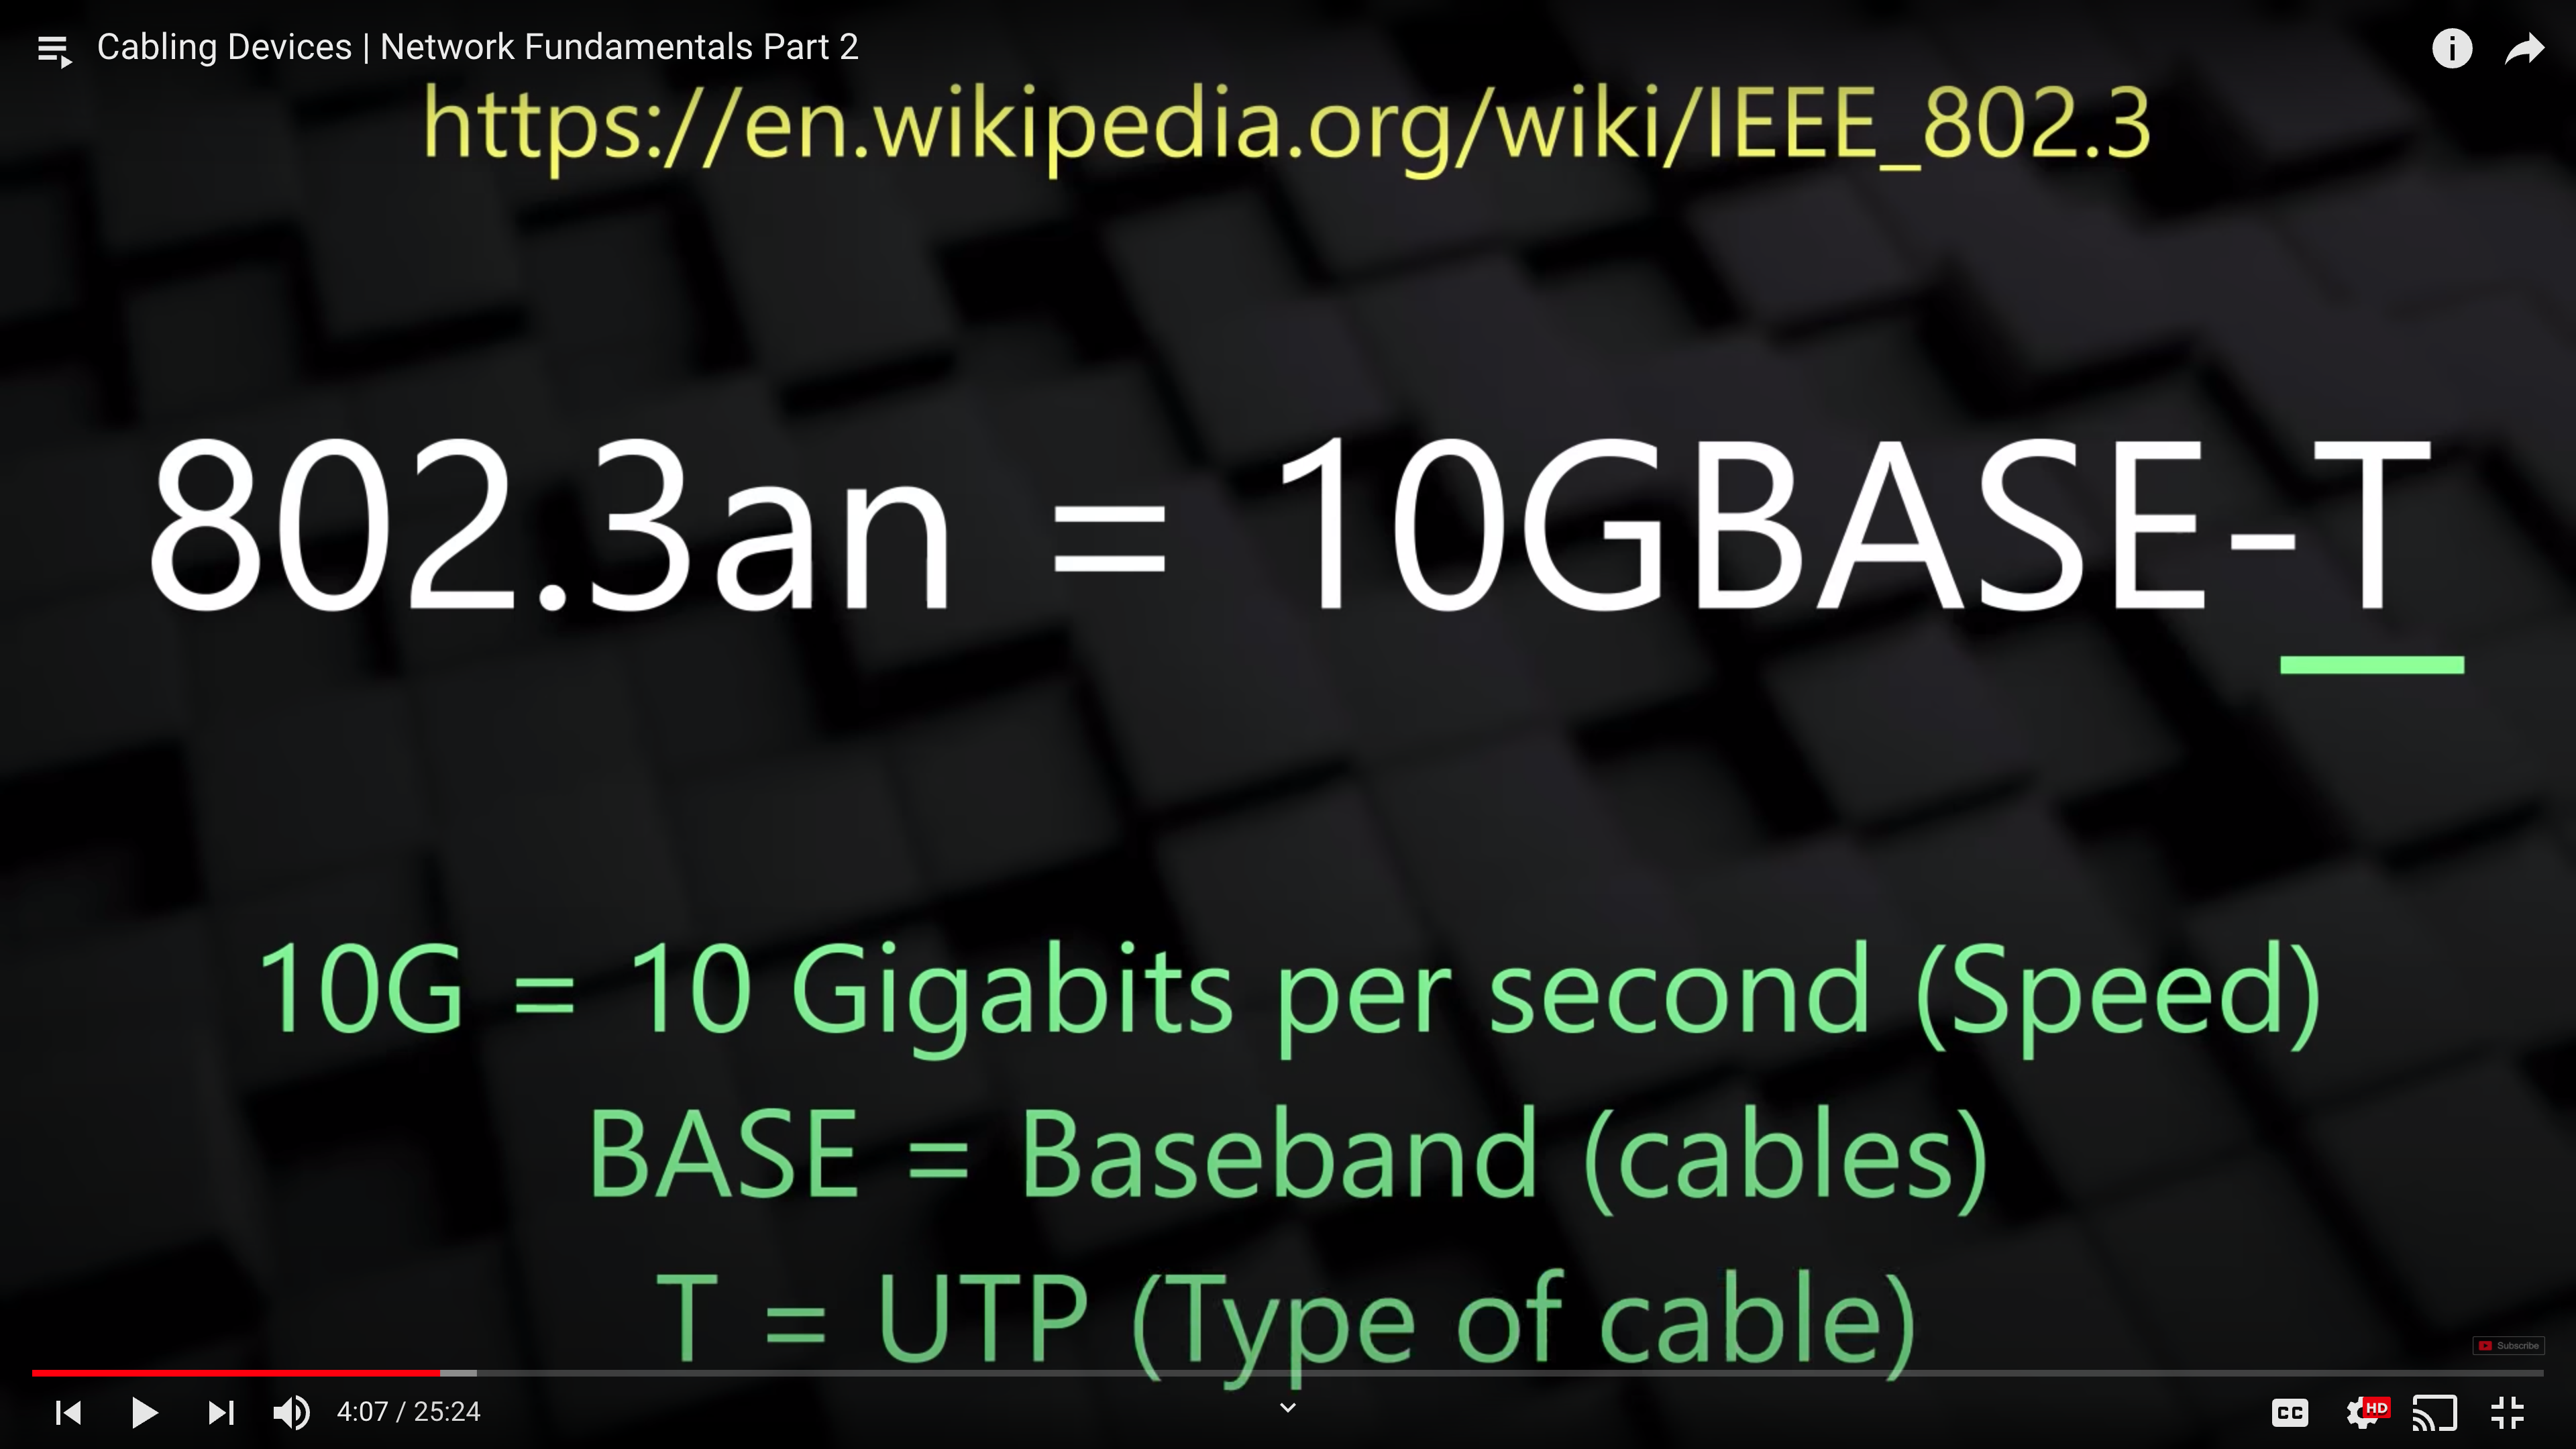 Cabling Devices | Network Fundamentals Part 2
https://en.wikipedia.org/wiki/IEEE_802.3
802.3an = 10GBASE-T
10G = 10 Gigabits per second (Speed)
BASE = Baseband (cables)
T = UTP (Type of cable)
Subscribe
4:07 / 25:24
CC
HD